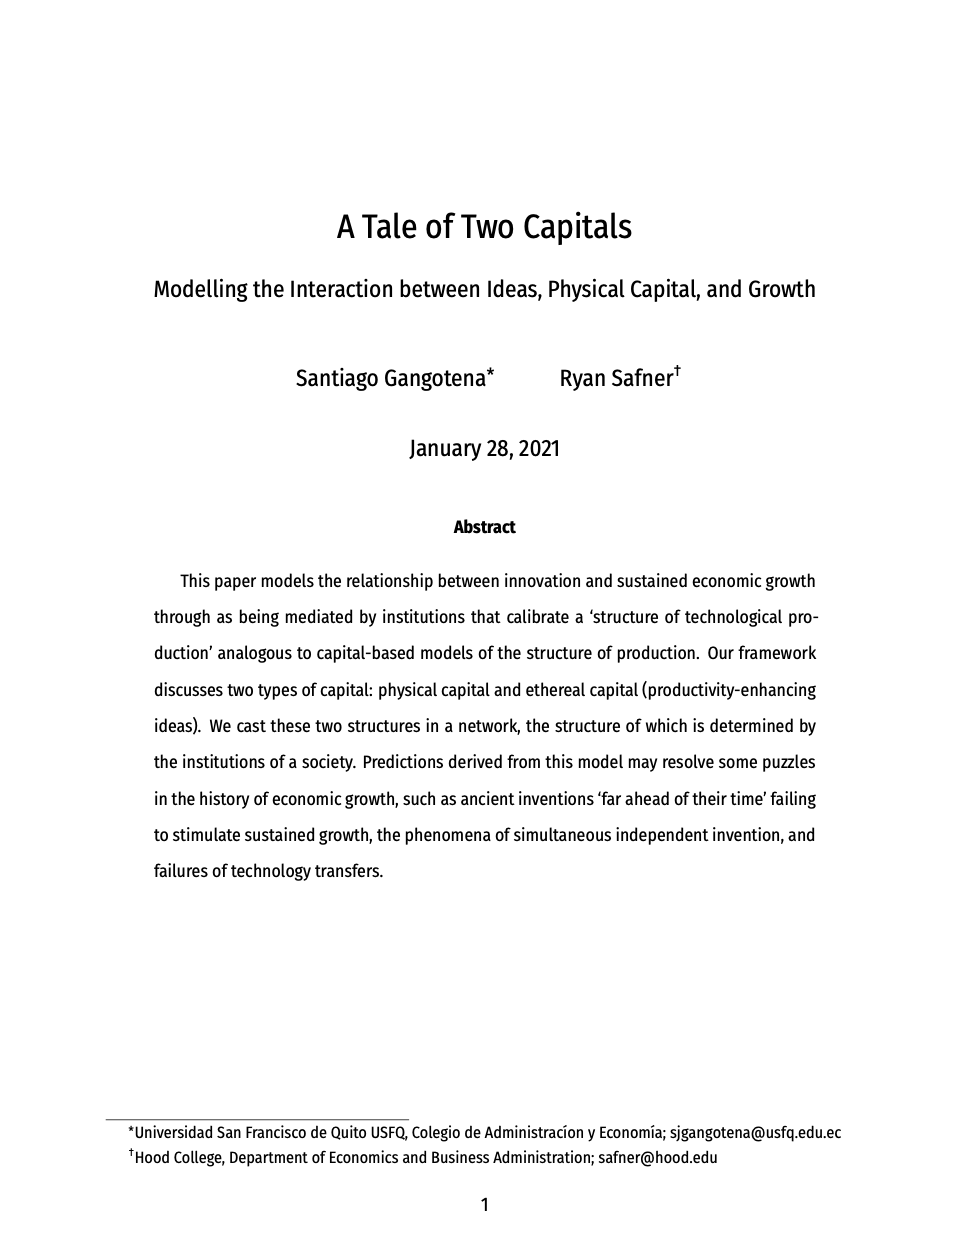 A Tale of Two Capitals
Modelling the Interaction between Ideas, Physical Capital, and Growth
Santiago Gangotena* Ryan Safner†
January 28, 2021
Abstract
This paper models the relationship between innovation and sustained economic growth
through as being mediated by institutions that calibrate a ‘structure of technological pro-
duction’ analogous to capital-based models of the structure of production. Our framework
discusses two types of capital: physical capital and ethereal capital (productivity-enhancing
ideas). We cast these two structures in a network, the structure of which is determined by
the institutions of a society. Predictions derived from this model may resolve some puzzles
in the history of economic growth, such as ancient inventions ‘far ahead of their time’ failing
to stimulate sustained growth, the phenomena of simultaneous independent invention, and
failures of technology transfers.
*Universidad San Francisco de Quito USFQ, Colegio de Administracíon y Economía; sjgangotena@usfq.edu.ec
†Hood College, Department of Economics and Business Administration; safner@hood.edu
1